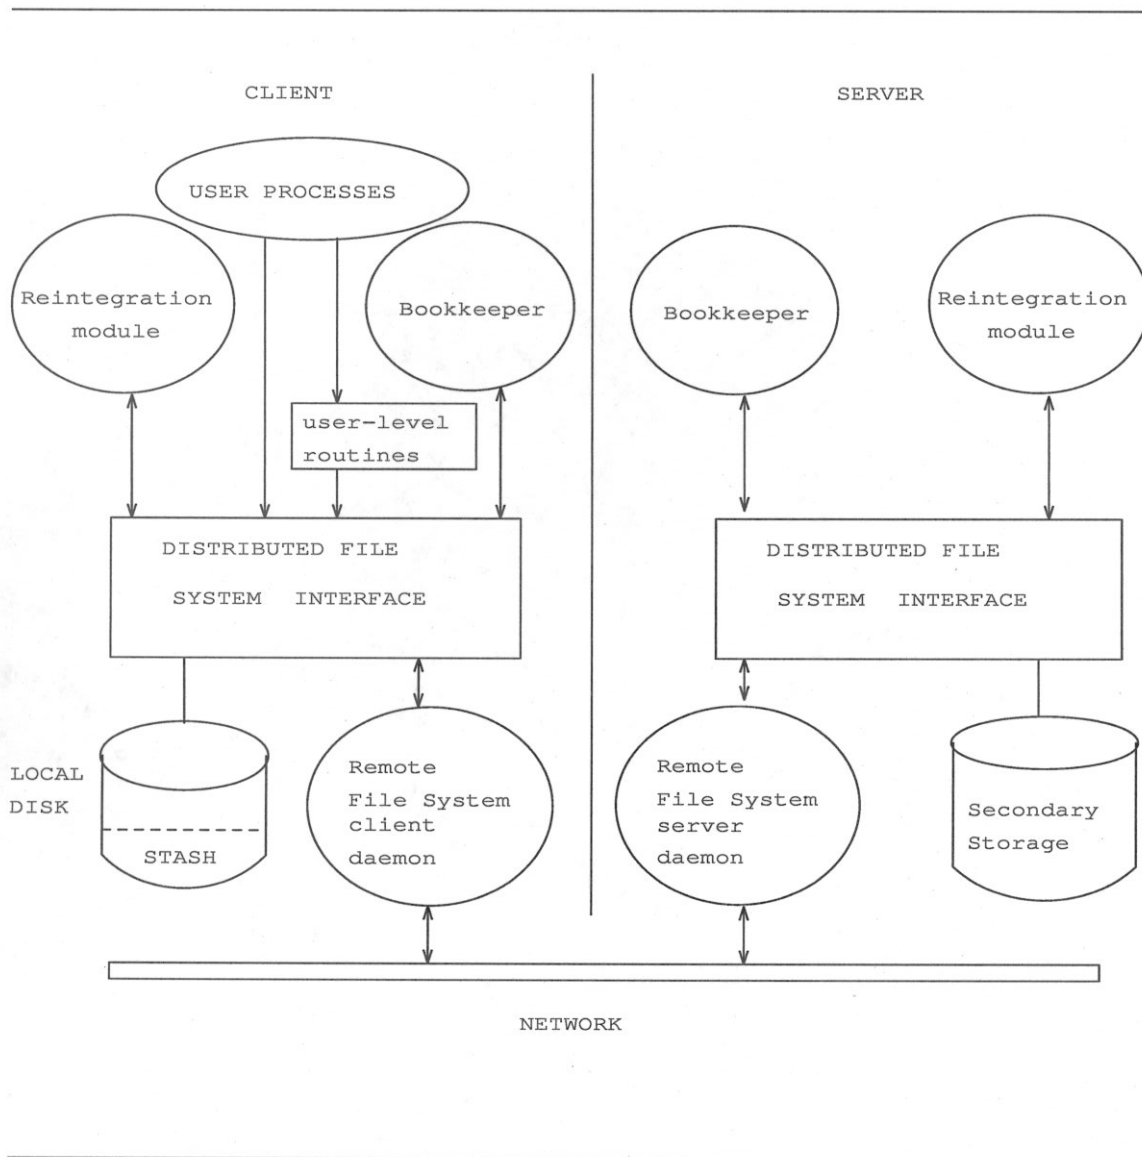 CLIENT
SERVER
USER PROCESSES
Reintegration
module
Bookkeeper
Bookkeeper
Reintegration
module
user-level
routines
DISTRIBUTED FILE
SYSTEM INTERFACE
DISTRIBUTED FILE
SYSTEM INTERFACE
LOCAL
DISK
STASH
Remote
File System
client
daemon
Remote
File System
server
daemon
Secondary
Storage
NETWORK